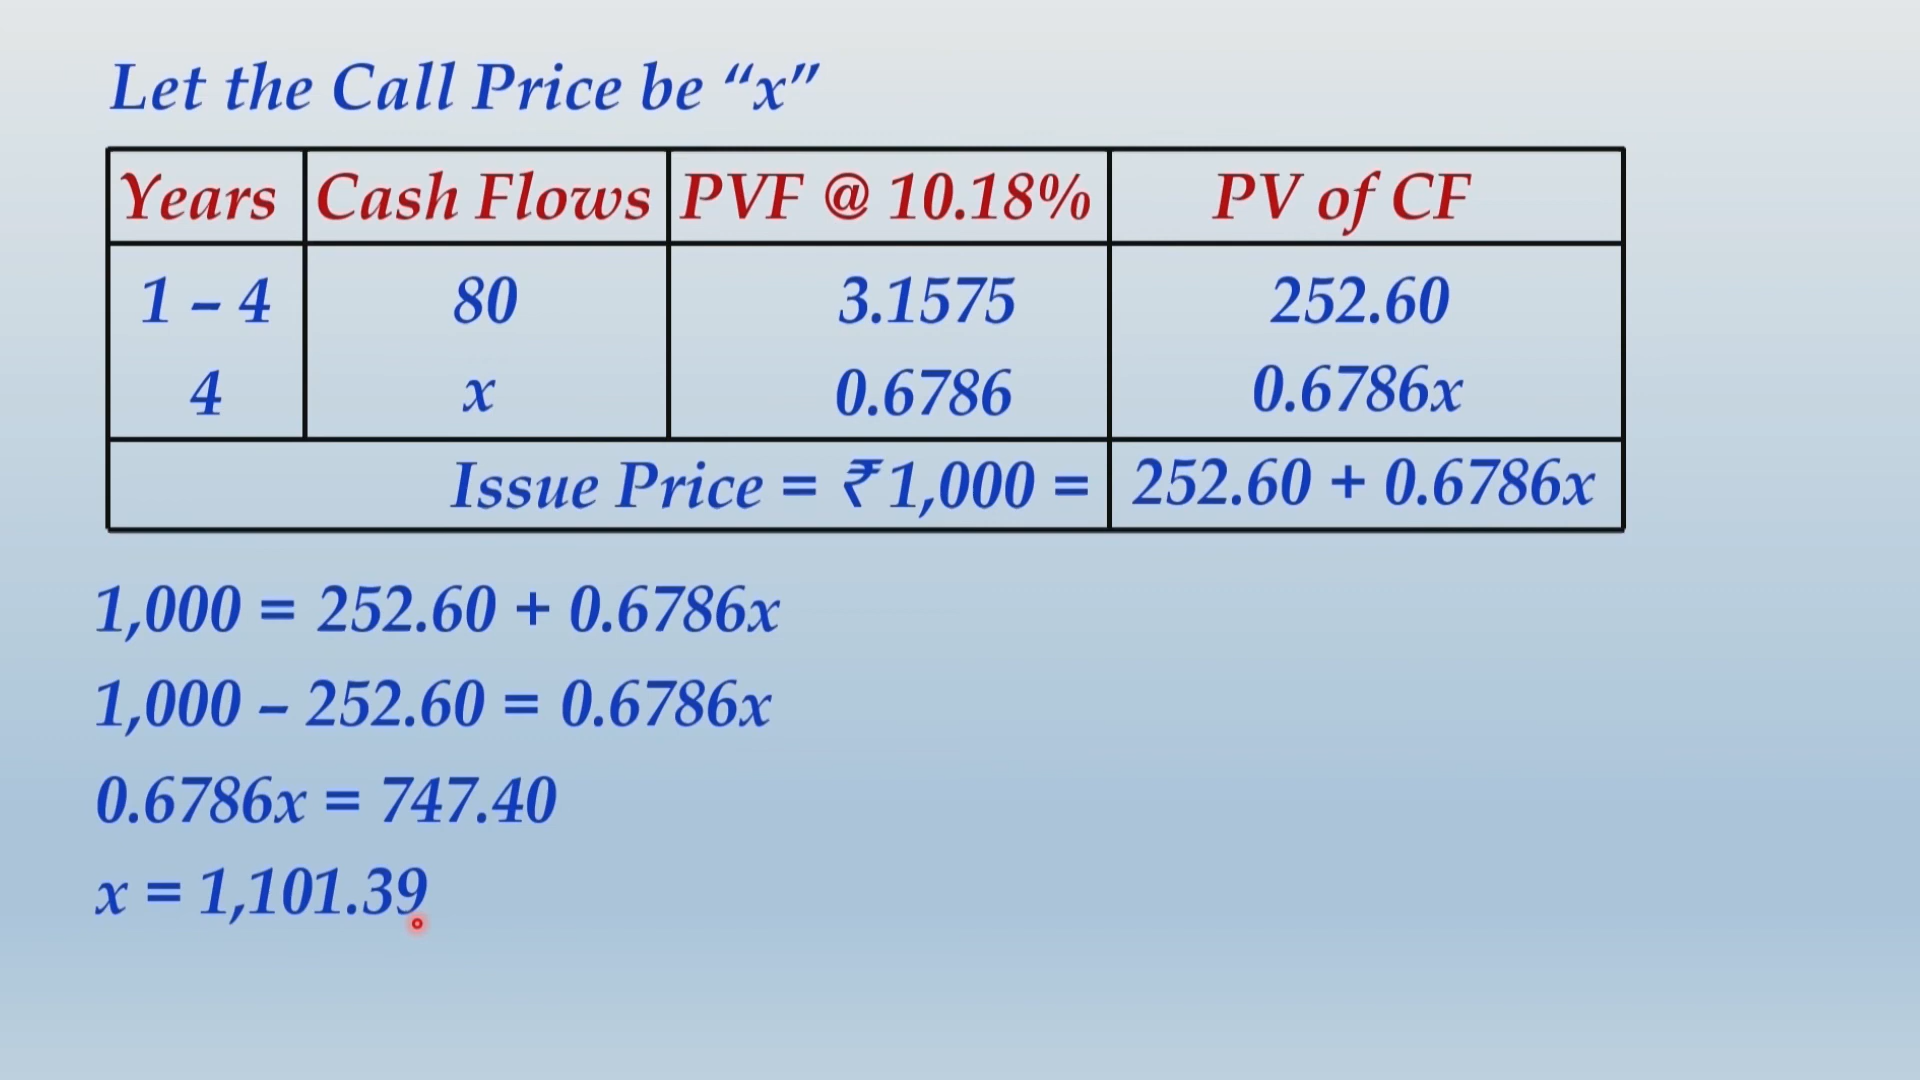 Let the Call Price be “x”
Years Cash Flows PVF @ 10.18% PV of CF
1 – 4 80 3.1575 252.60
4 x 0.6786 0.6786x
Issue Price = ₹1,000 = 252.60 + 0.6786x
1,000 = 252.60 + 0.6786x
1,000 – 252.60 = 0.6786x
0.6786x = 747.40
x = 1,101.39